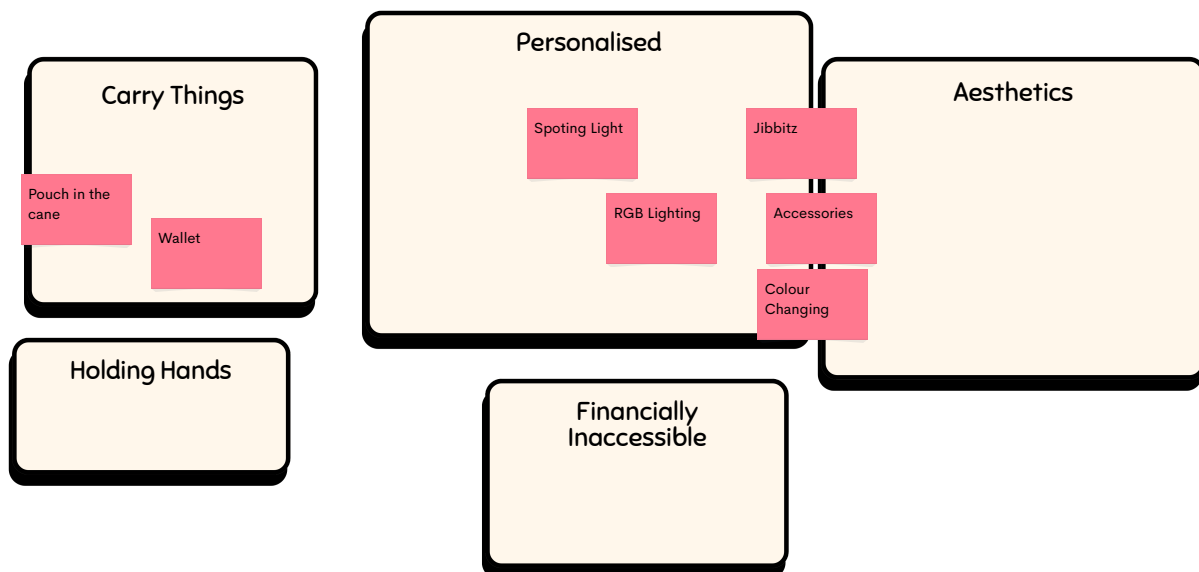 Carry Things
Pouch in the
cane
Wallet
Holding Hands
Personalised
Spoting Light
RGB Lighting
Jibbitz
Accessories
Colour
Changing
Aesthetics
Financially
Inaccessible